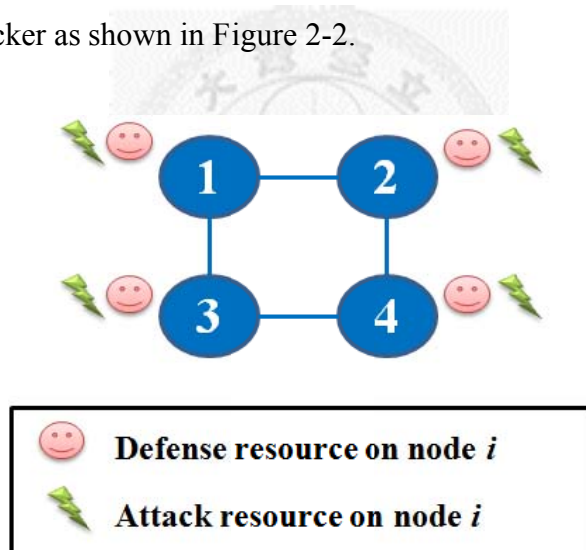 cker as shown in Figure 2-2.
1
2
3
4
Defense resource on node i
Attack resource on node i